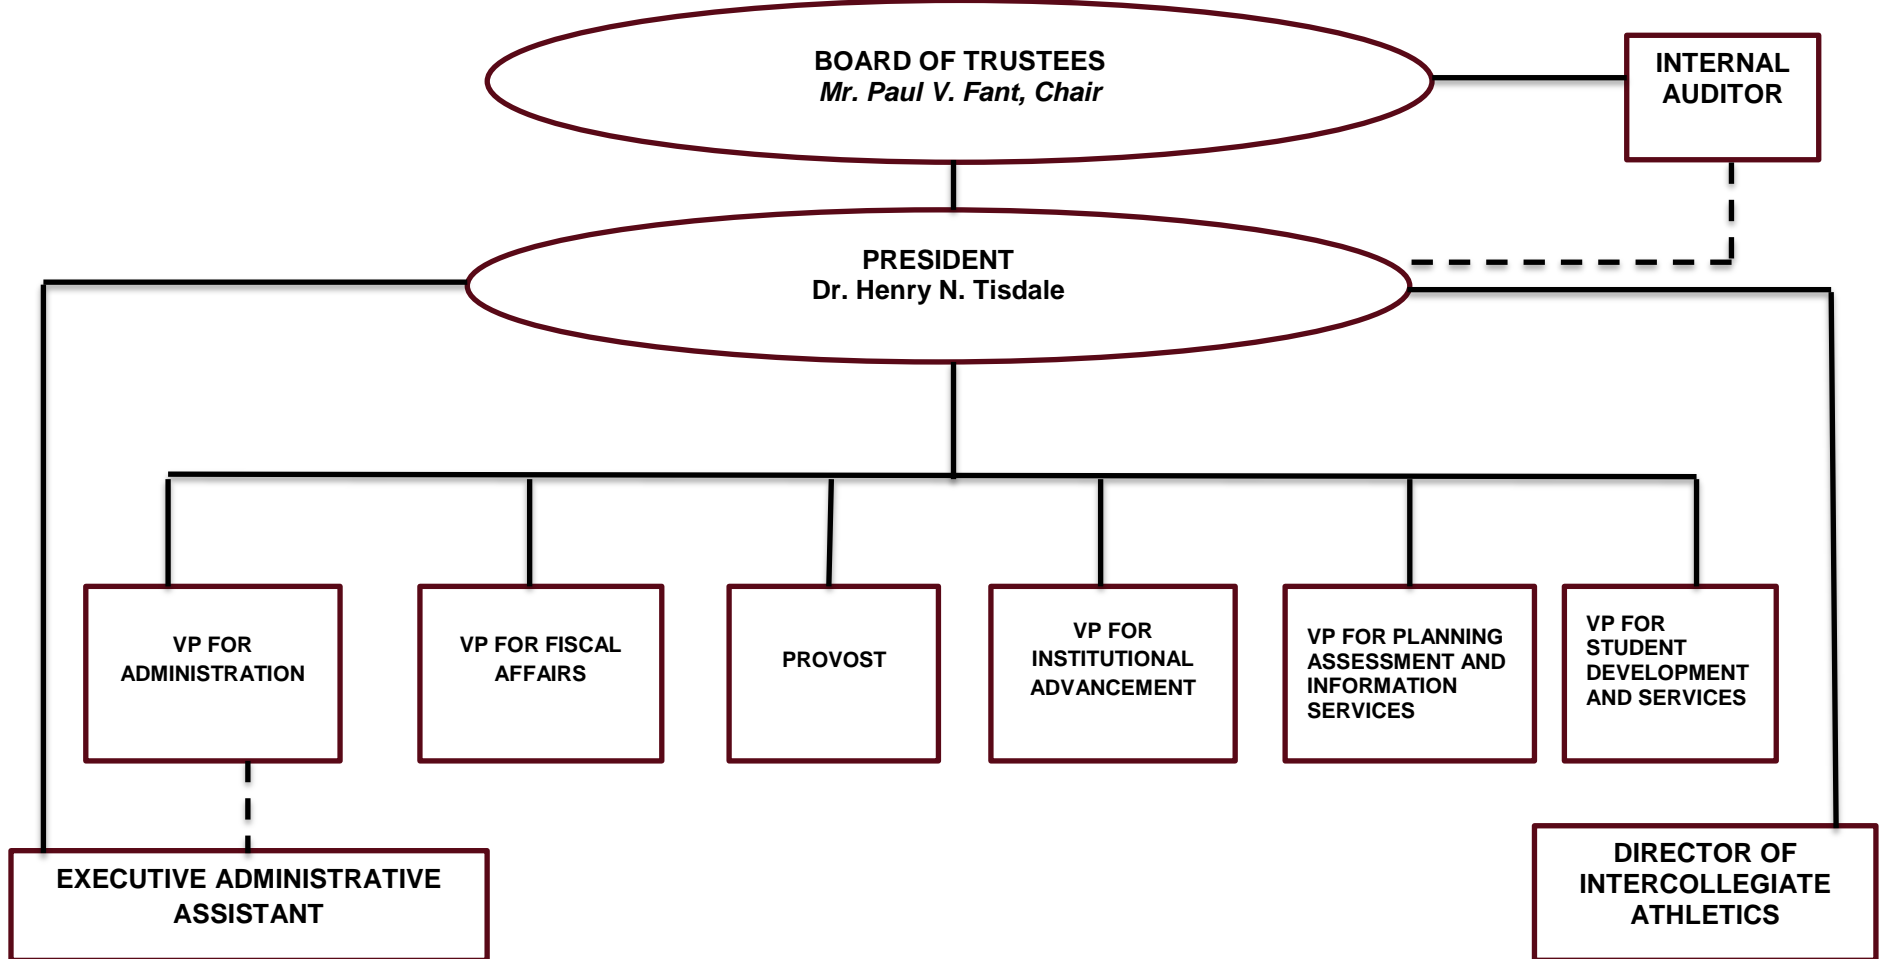 BOARD OF TRUSTEES
Mr. Paul V. Fant, Chair
INTERNAL
AUDITOR
PRESIDENT
Dr. Henry N. Tisdale
VP FOR
ADMINISTRATION
VP FOR FISCAL
AFFAIRS
PROVOST
VP FOR
INSTITUTIONAL
ADVANCEMENT
VP FOR PLANNING
ASSESSMENT AND
INFORMATION
SERVICES
VP FOR
STUDENT
DEVELOPMENT
AND SERVICES
EXECUTIVE ADMINISTRATIVE
ASSISTANT
DIRECTOR OF
INTERCOLLEGIATE
ATHLETICS